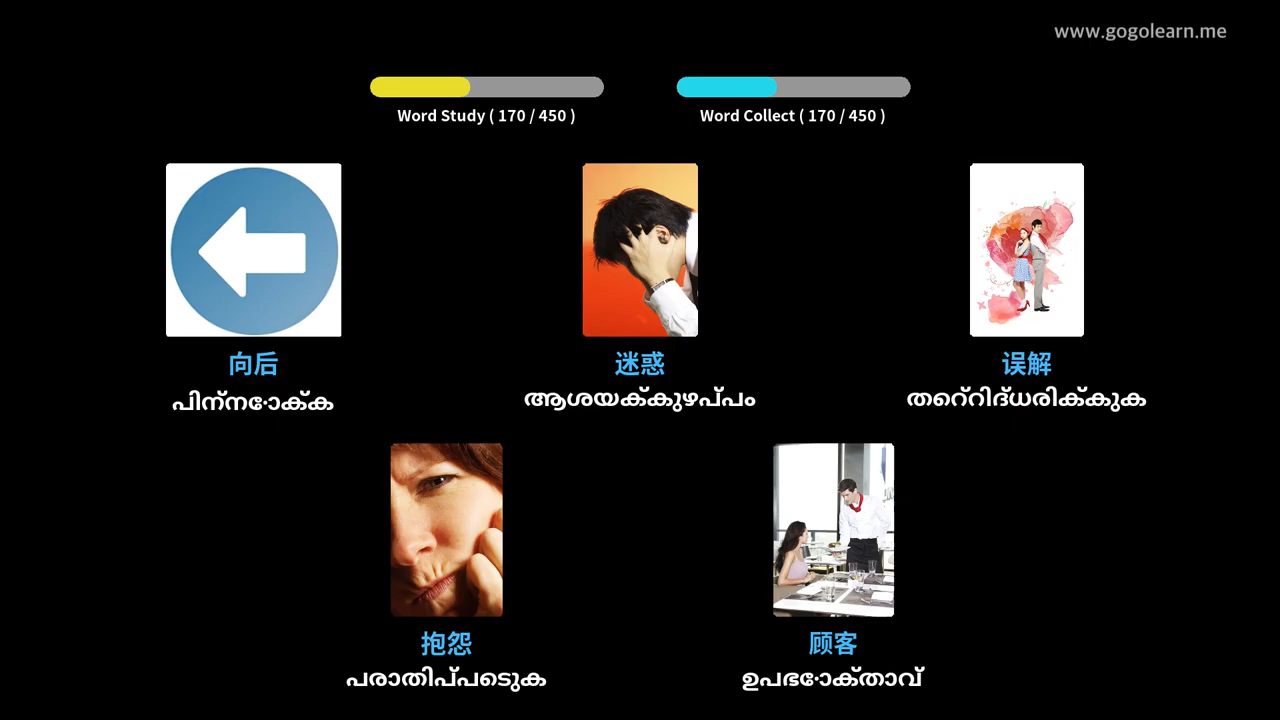 www.gogolearn.me
Word Study ( 170 / 450 )
Word Collect ( 170 / 450 )
向后
迷惑
误解
പിന്നോക്ക
ആശയക്കുഴപ്പം
തെറ്റിദ്ധരിക്കുക
抱怨
顾客
പരാതിപ്പെടുക
ഉപഭോക്താവ്